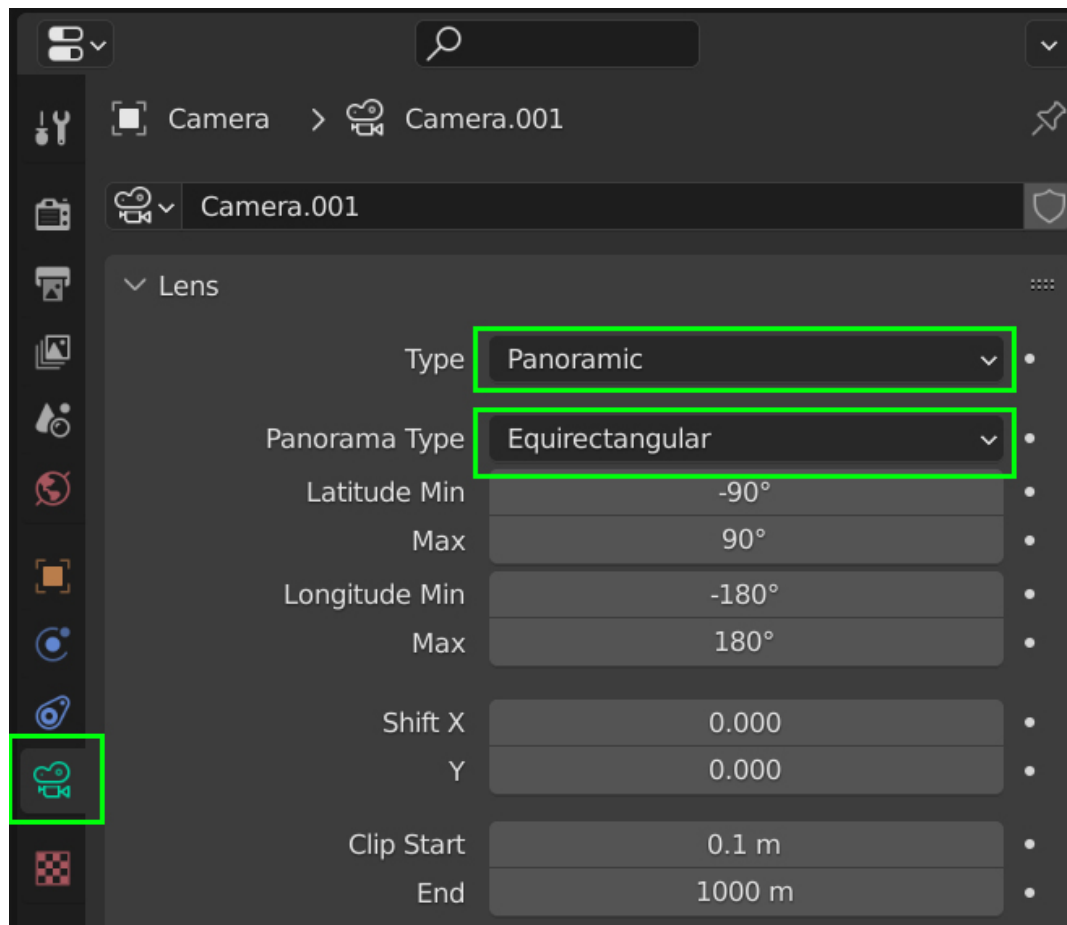 Camera > Camera.001
Camera.001
Lens
Type Panoramic
Panorama Type Equirectangular
Latitude Min -90°
Max 90°
Longitude Min -180°
Max 180°
Shift X 0.000
Y 0.000
Clip Start 0.1 m
End 1000 m